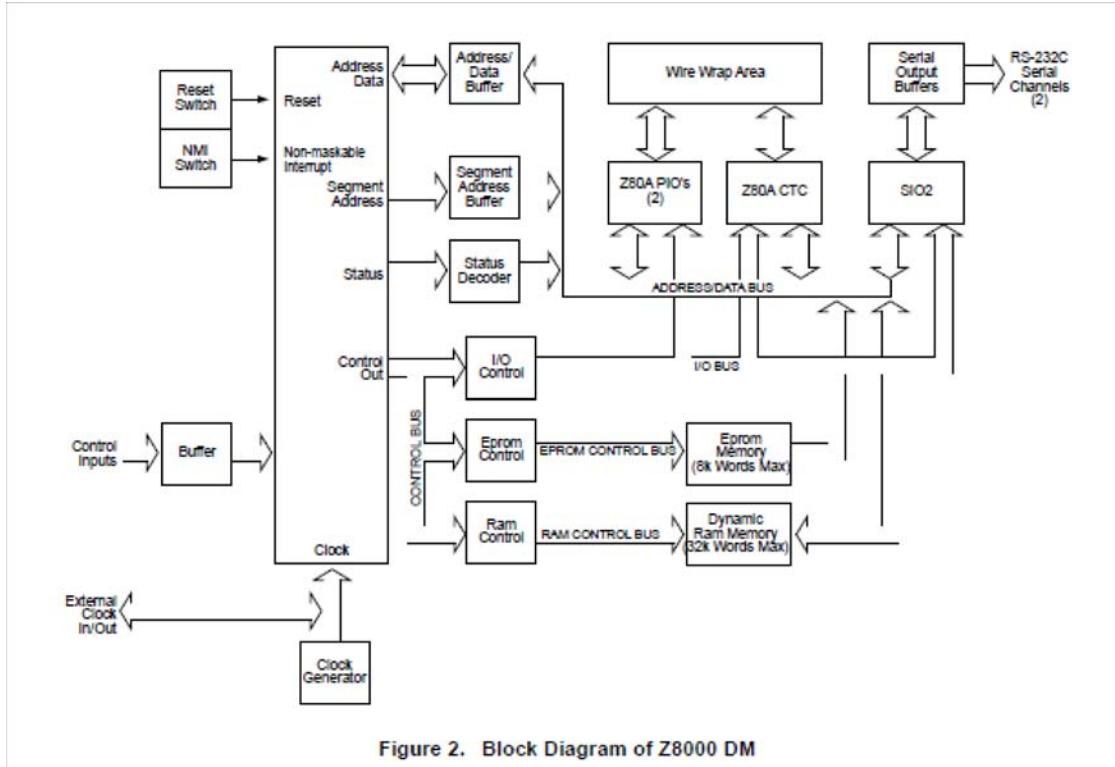 Address
Data
Reset
Non-maskable
Interrupt
Segment
Address
Status
Control
Out
Clock
Reset
Switch
NMI
Switch
Control
Inputs
Buffer
External
Clock
In/Out
Clock
Generator
Address/
Data
Buffer
Segment
Address
Buffer
Status
Decoder
I/O
Control
CONTROL BUS
Eprom
Control
Ram
Control
Wire Wrap Area
Serial
Output
Buffers
RS-232C
Serial
Channels
(2)
Z80A PIO's
(2)
Z80A CTC
SIO2
ADDRESS/DATA BUS
I/O BUS
EPROM CONTROL BUS
Eprom
Memory
(8k Words Max)
RAM CONTROL BUS
Dynamic
Ram Memory
(32k Words Max)
Figure 2. Block Diagram of Z8000 DM